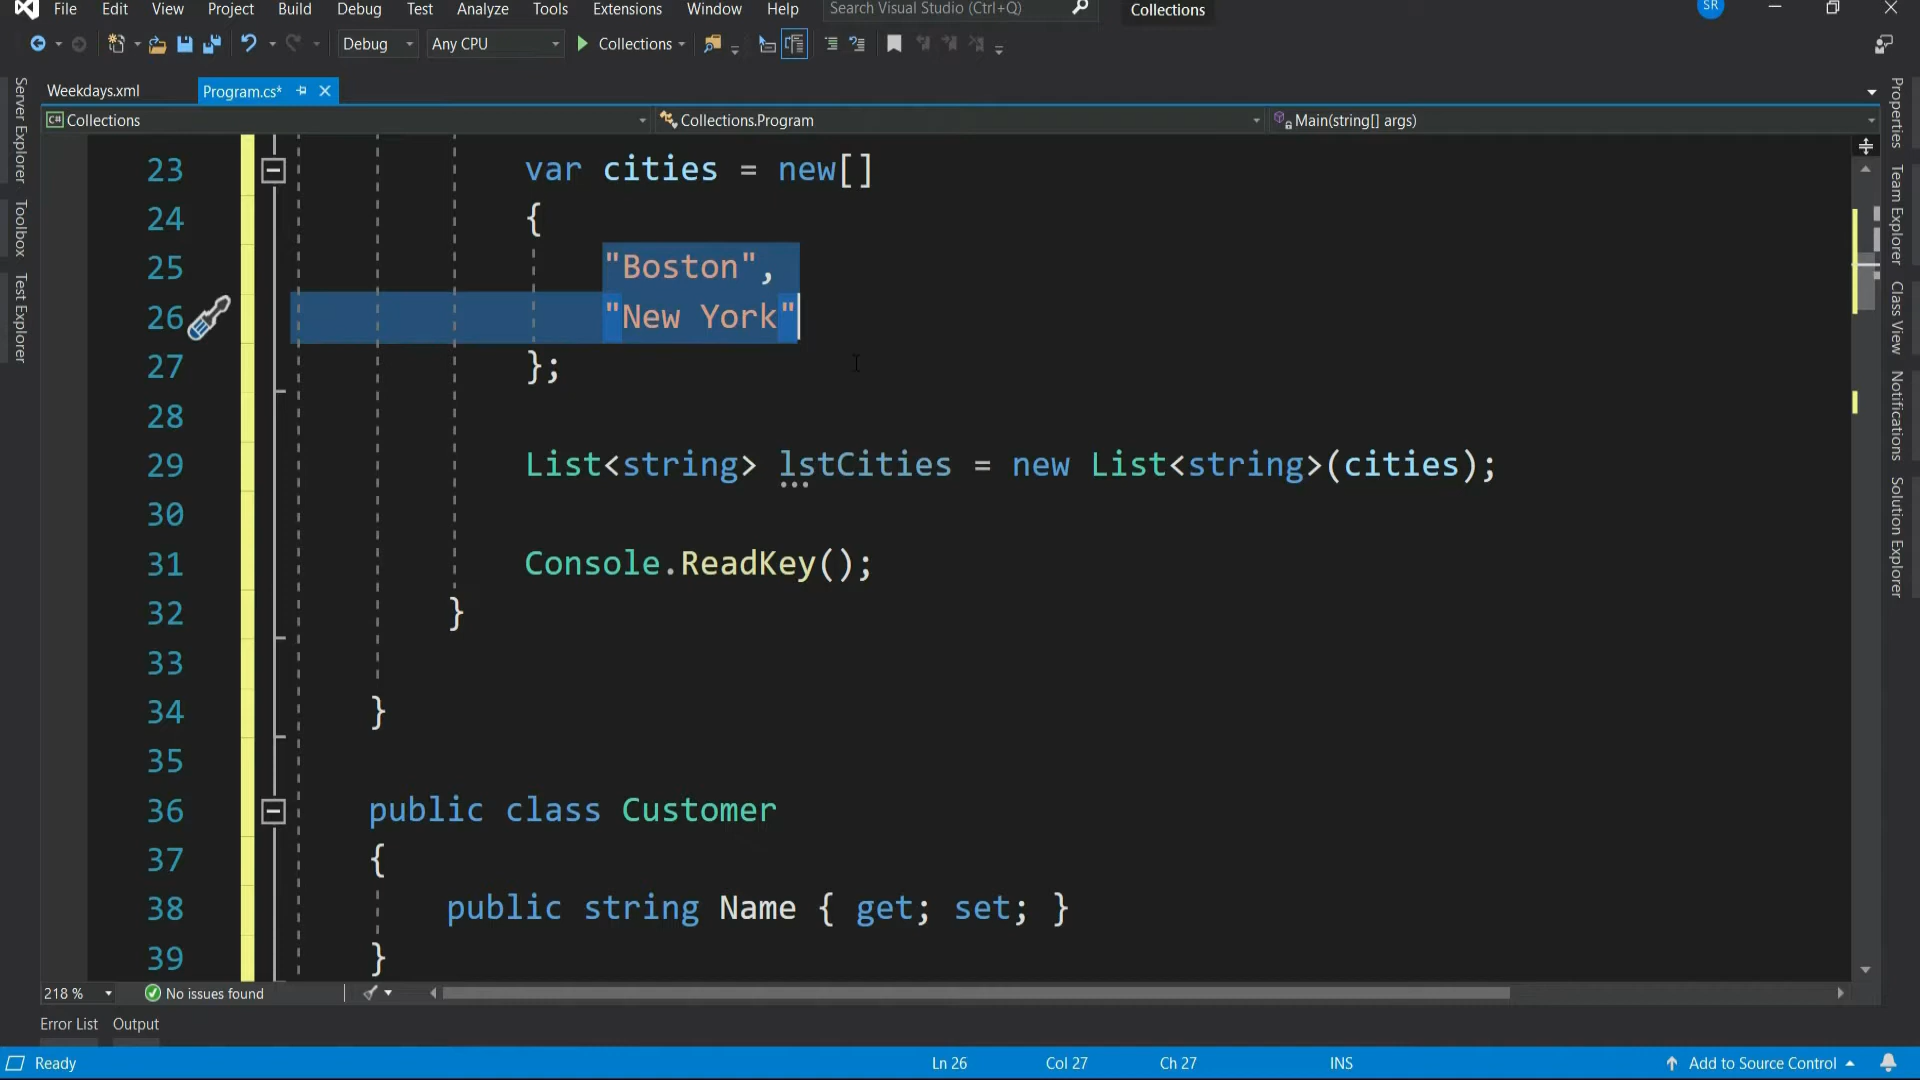 File Edit View Project Build Debug Test Analyze Tools Extensions Window Help Search Visual Studio (Ctrl+Q) Collections SR
Debug Any CPU Collections
Weekdays.xml Program.cs*
Collections Collections.Program Main(string[] args)
Server Explorer
Toolbox
Test Explorer
23 var cities = new[]
24 {
25 "Boston",
26 "New York"
27 };
28
29 List<string> lstCities = new List<string>(cities);
30
31 Console.ReadKey();
32 }
33
34 }
35
36 public class Customer
37 {
38 public string Name { get; set; }
39 }
Properties
Team Explorer
Class View
Notifications
Solution Explorer
218 % No issues found
Error List Output
Ready Ln 26 Col 27 Ch 27 INS Add to Source Control